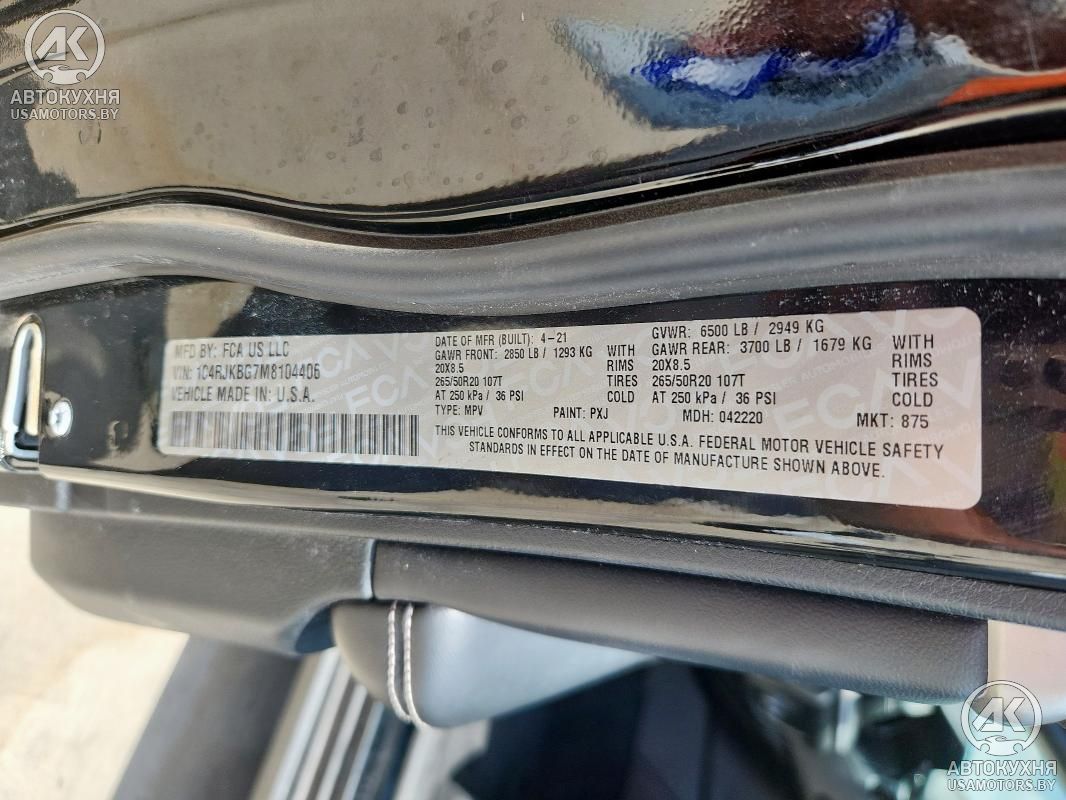 АК
АВТОКУХНЯ
USAMOTORS.BY
MFD BY: FCA US LLC
VIN: 1C4RJKBG7M8104406
VEHICLE MADE IN: U.S.A.
DATE OF MFR (BUILT): 4-21
GAWR FRONT: 2850 LB / 1293 KG WITH
20X8.5 RIMS
265/50R20 107T TIRES
AT 250 kPa / 36 PSI COLD
TYPE: MPV PAINT: PXJ
GVWR: 6500 LB / 2949 KG
GAWR REAR: 3700 LB / 1679 KG WITH
20X8.5 RIMS
265/50R20 107T TIRES
AT 250 kPa / 36 PSI COLD
MDH: 042220 MKT: 875
THIS VEHICLE CONFORMS TO ALL APPLICABLE U.S.A. FEDERAL MOTOR VEHICLE SAFETY
STANDARDS IN EFFECT ON THE DATE OF MANUFACTURE SHOWN ABOVE.
АК
АВТОКУХНЯ
USAMOTORS.BY